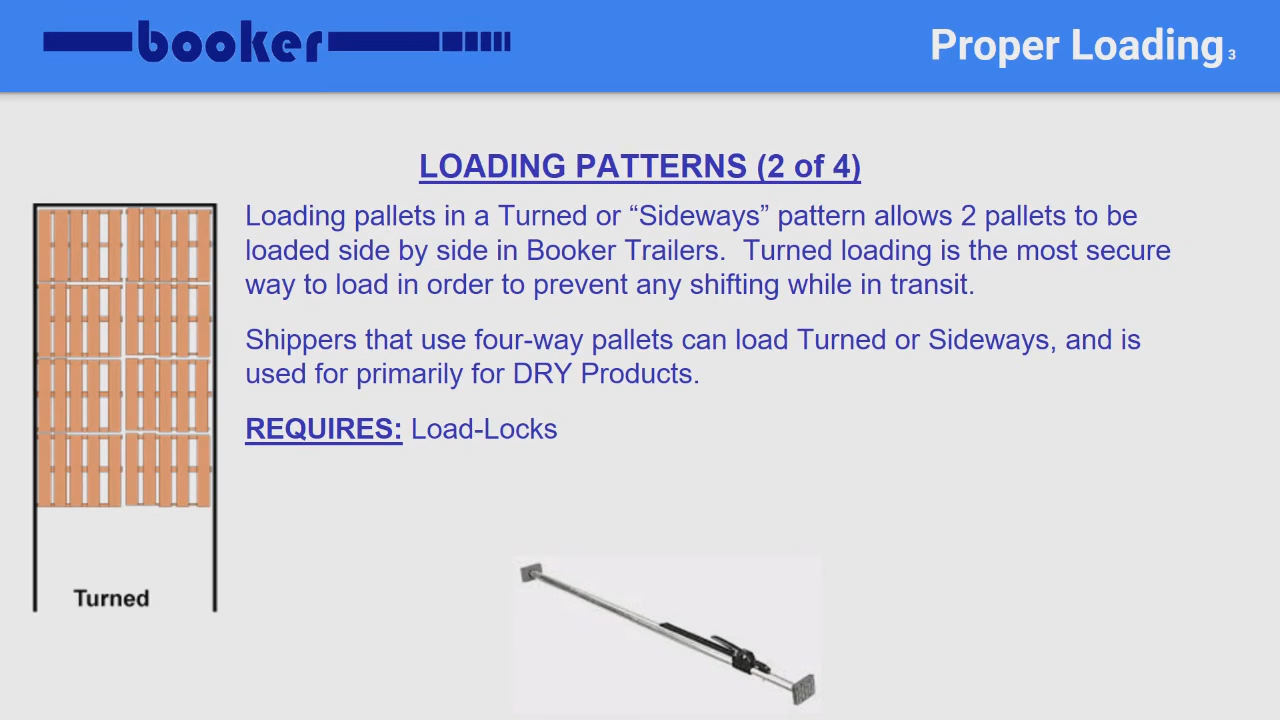 booker
Proper Loading 3
LOADING PATTERNS (2 of 4)
Loading pallets in a Turned or “Sideways” pattern allows 2 pallets to be
loaded side by side in Booker Trailers. Turned loading is the most secure
way to load in order to prevent any shifting while in transit.
Shippers that use four-way pallets can load Turned or Sideways, and is
used for primarily for DRY Products.
REQUIRES: Load-Locks
Turned